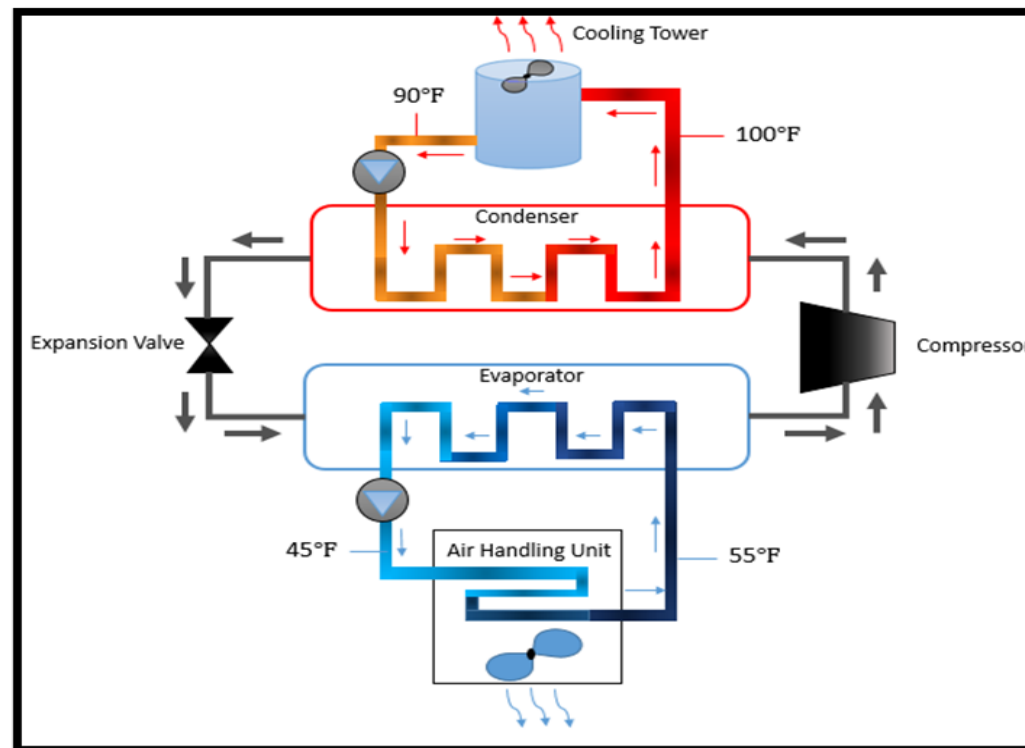 Cooling Tower
90°F
100°F
Condenser
Expansion Valve
Compressor
Evaporator
45°F
Air Handling Unit
55°F